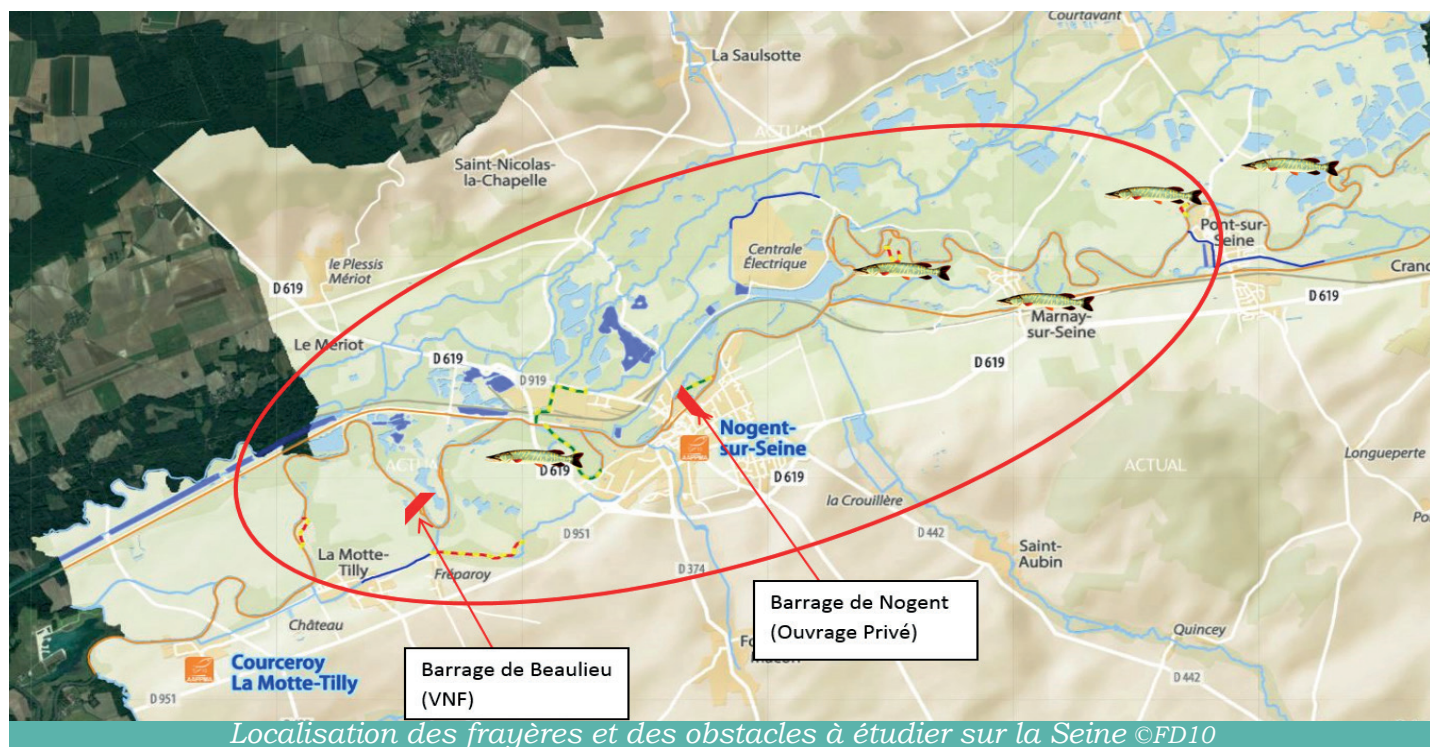 Courtavant
La Saulsotte
ACTUAL
Saint-Nicolas-
la-Chapelle
Pont-sur-
Seine
Centrale
Électrique
le Plessis
Mériot
D 619
Cranc
D 619
Marnay-
sur-Seine
Le Mériot
D 619
D 619
D 919
Nogent-
sur-Seine
ACTUAL
D 619
D 619
ACTUAL
Longueperte
la Crouillère
D 951
D 442
La Motte-
Tilly
Fréparoy
Saint-
Aubin
D 374
Barrage de Nogent
(Ouvrage Privé)
Château
Quincey
Barrage de Beaulieu
(VNF)
Courceroy
La Motte-Tilly
D 442
D 951
Localisation des frayères et des obstacles à étudier sur la Seine ©FD10